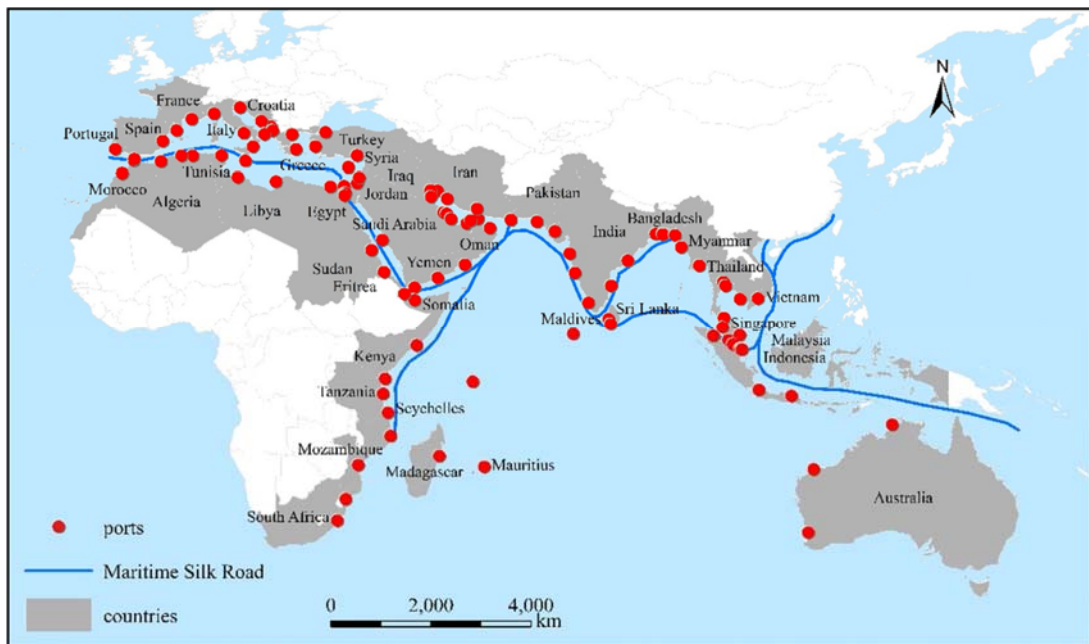 N
France
Croatia
Portugal
Spain
Italy
Turkey
Greece
Syria
Tunisia
Iraq
Iran
Morocco
Jordan
Pakistan
Algeria
Libya
Egypt
Bangladesh
Saudi Arabia
India
Myanmar
Oman
Yemen
Thailand
Sudan
Eritrea
Somalia
Vietnam
Maldives
Sri Lanka
Singapore
Malaysia
Kenya
Indonesia
Tanzania
Seychelles
Mozambique
Madagascar
Mauritius
Australia
South Africa
ports
Maritime Silk Road
countries
0 2,000 4,000
km